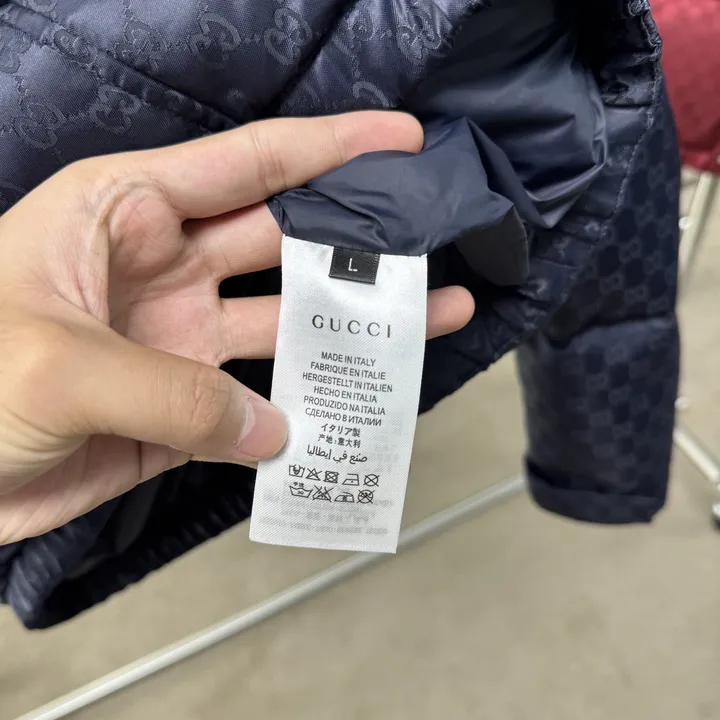 L
GUCCI
MADE IN ITALY
FABRIQUE EN ITALIE
HERGESTELLT IN ITALIEN
HECHO EN ITALIA
PRODUZIDO NA ITALIA
СДЕЛАНО В ИТАЛИИ
イタリア製
产地:意大利
صنع في إيطاليا